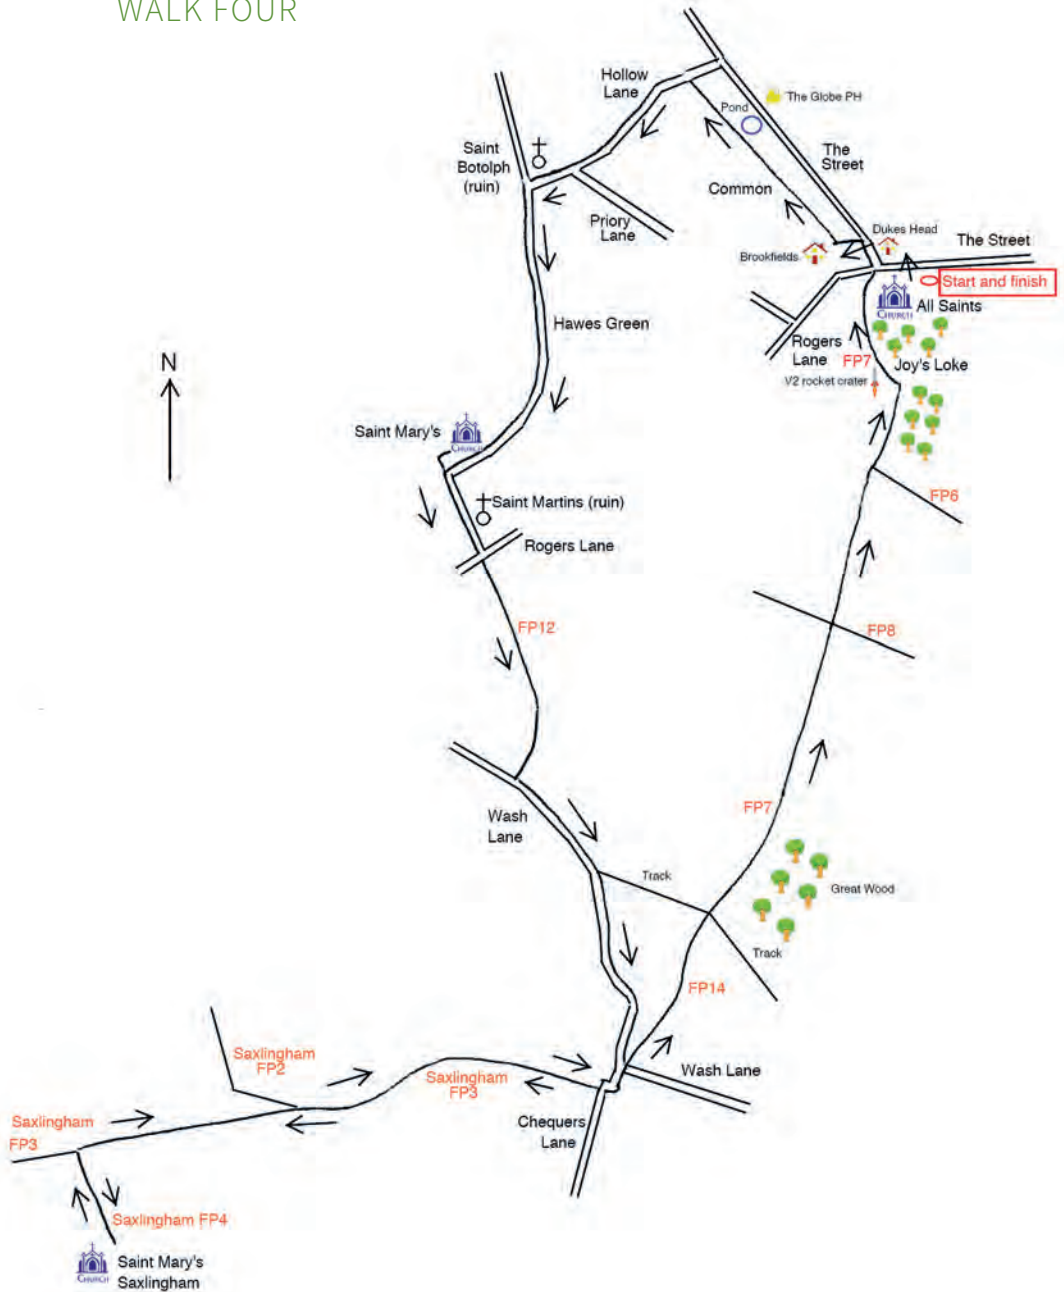 WALK FOUR
Hollow
Lane
The Globe PH
Pond
The
Street
Saint
Botolph
(ruin)
Common
Priory
Lane
Dukes Head
The Street
Brookfields
Start and finish
CHURCH
All Saints
Hawes Green
Rogers
Lane
FP7
Joy's Loke
V2 rocket crater
N
Saint Mary's
CHURCH
FP6
Saint Martins (ruin)
Rogers Lane
FP12
FP8
FP7
Wash
Lane
Track
Great Wood
Track
FP14
Saxlingham
FP2
Wash Lane
Saxlingham
FP3
Saxlingham
FP3
Chequers
Lane
Saxlingham FP4
CHURCH
Saint Mary's
Saxlingham